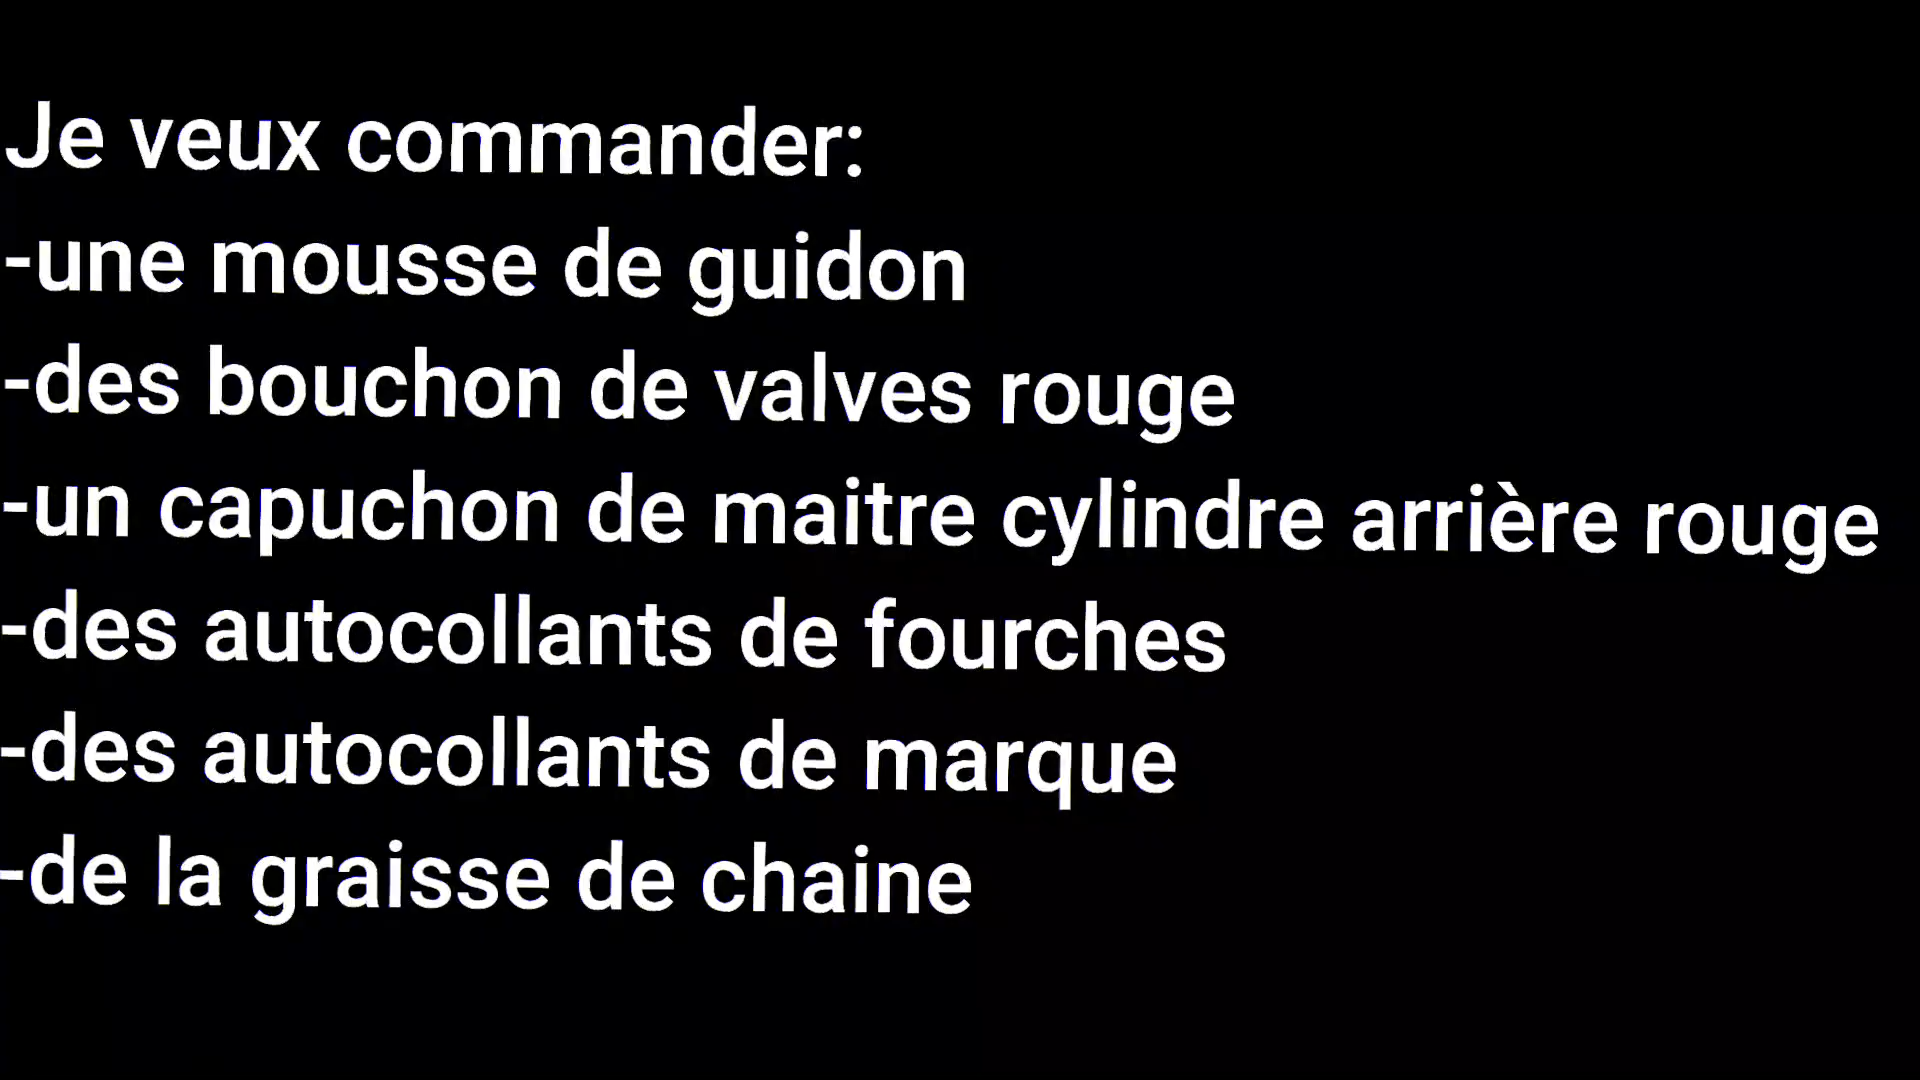 Je veux commander:
-une mousse de guidon
-des bouchon de valves rouge
-un capuchon de maitre cylindre arrière rouge
-des autocollants de fourches
-des autocollants de marque
-de la graisse de chaine